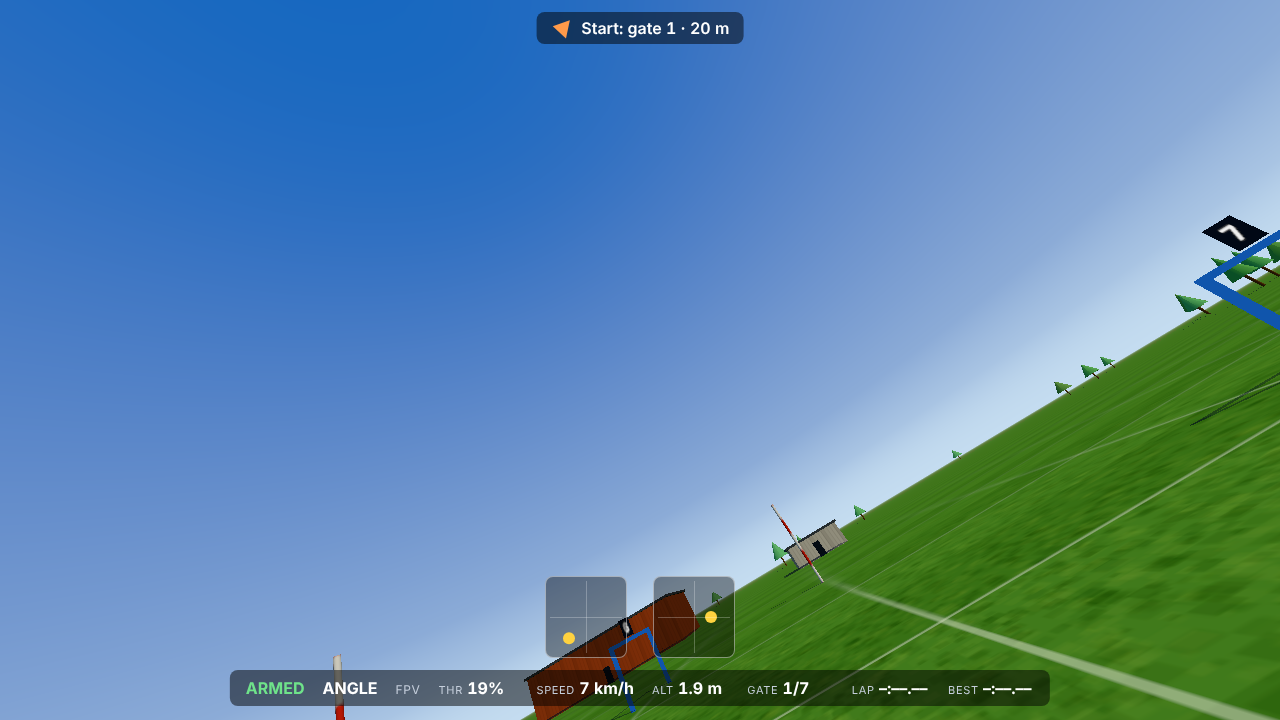 Start: gate 1 · 20 m
7
ARMED ANGLE FPV THR 19% SPEED 7 km/h ALT 1.9 m GATE 1/7 LAP –:––.–– BEST –:––.––